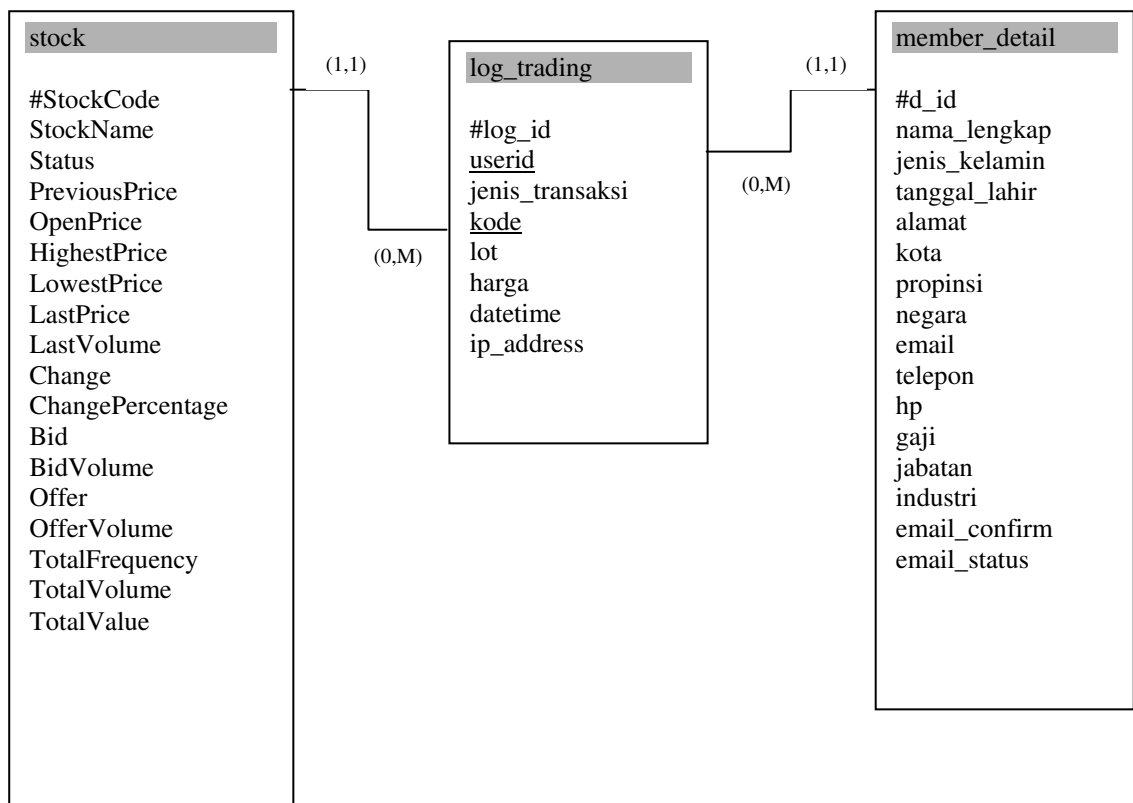 stock
#StockCode
StockName
Status
PreviousPrice
OpenPrice
HighestPrice
LowestPrice
LastPrice
LastVolume
Change
ChangePercentage
Bid
BidVolume
Offer
OfferVolume
TotalFrequency
TotalVolume
TotalValue
(1,1)
(0,M)
log_trading
#log_id
userid
jenis_transaksi
kode
lot
harga
datetime
ip_address
(1,1)
(0,M)
member_detail
#d_id
nama_lengkap
jenis_kelamin
tanggal_lahir
alamat
kota
propinsi
negara
email
telepon
hp
gaji
jabatan
industri
email_confirm
email_status